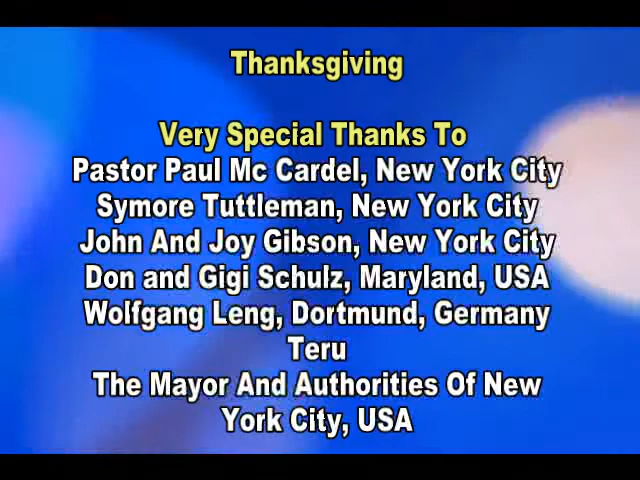 Thanksgiving
Very Special Thanks To
Pastor Paul Mc Cardel, New York City
Symore Tuttleman, New York City
John And Joy Gibson, New York City
Don and Gigi Schulz, Maryland, USA
Wolfgang Leng, Dortmund, Germany
Teru
The Mayor And Authorities Of New
York City, USA